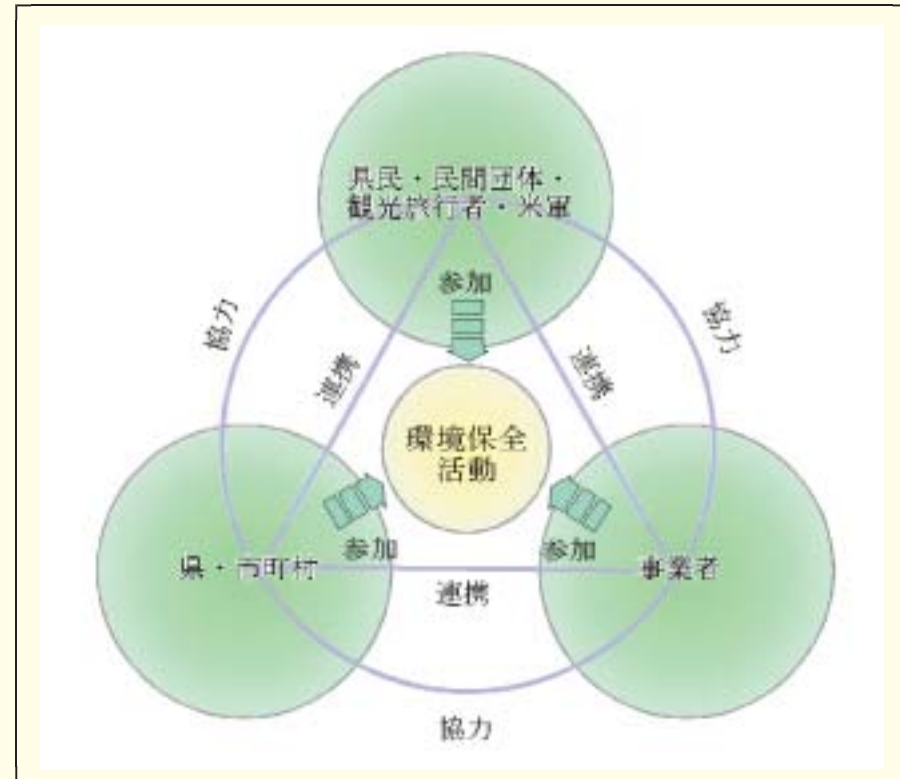 県民・民間団体・
観光旅行者・米軍
参加
協力
協力
連携
連携
環境保全
活動
参加
参加
県・市町村
事業者
連携
協力